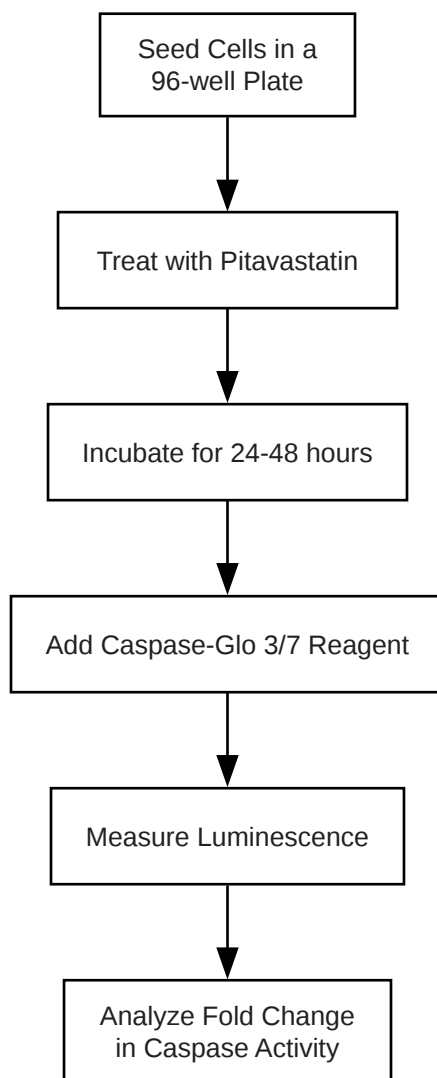 Seed Cells in a
96-well Plate
Treat with Pitavastatin
Incubate for 24-48 hours
Add Caspase-Glo 3/7 Reagent
Measure Luminescence
Analyze Fold Change
in Caspase Activity